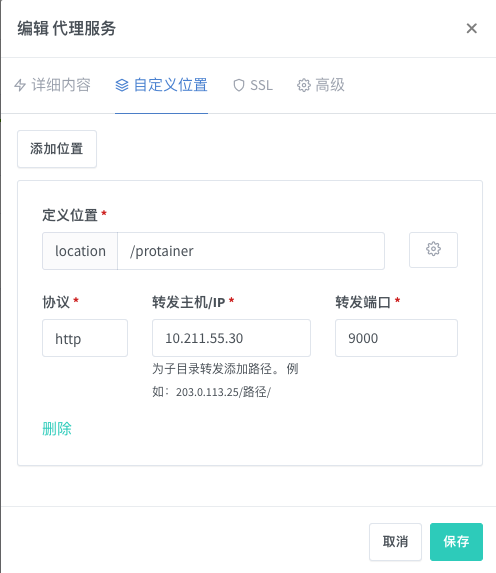 编辑 代理服务
详细内容 自定义位置 SSL 高级
添加位置
定义位置 *
location /protainer
协议 * 转发主机/IP * 转发端口 *
http 10.211.55.30 9000
为子目录转发添加路径。 例
如：203.0.113.25/路径/
删除
取消 保存